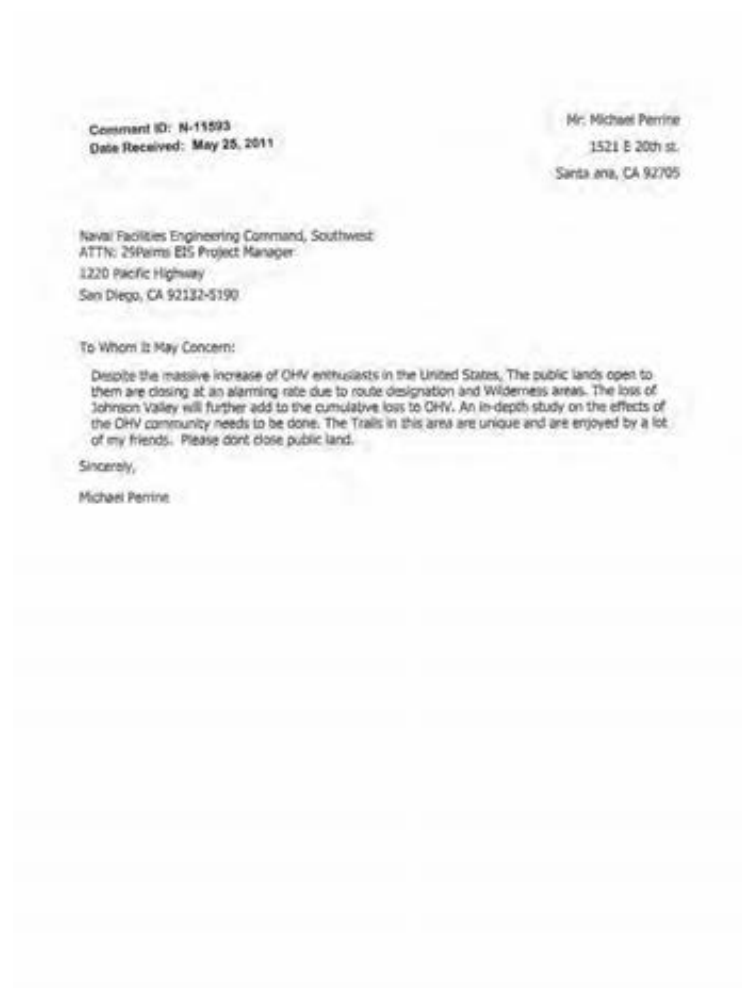 Comment ID: N-11593
Date Received: May 25, 2011
Mr. Michael Perrine
1521 E 20th st.
Santa ana, CA 92705
Naval Facilities Engineering Command, Southwest
ATTN: 29Palms EIS Project Manager
1220 Pacific Highway
San Diego, CA 92132-5190
To Whom It May Concern:
Despite the massive increase of OHV enthusiasts in the United States, The public lands open to
them are closing at an alarming rate due to route designation and Wilderness areas. The loss of
Johnson Valley will further add to the cumulative loss to OHV. An in-depth study on the effects of
the OHV community needs to be done. The Trails in this area are unique and are enjoyed by a lot
of my friends. Please dont close public land.
Sincerely,
Michael Perrine